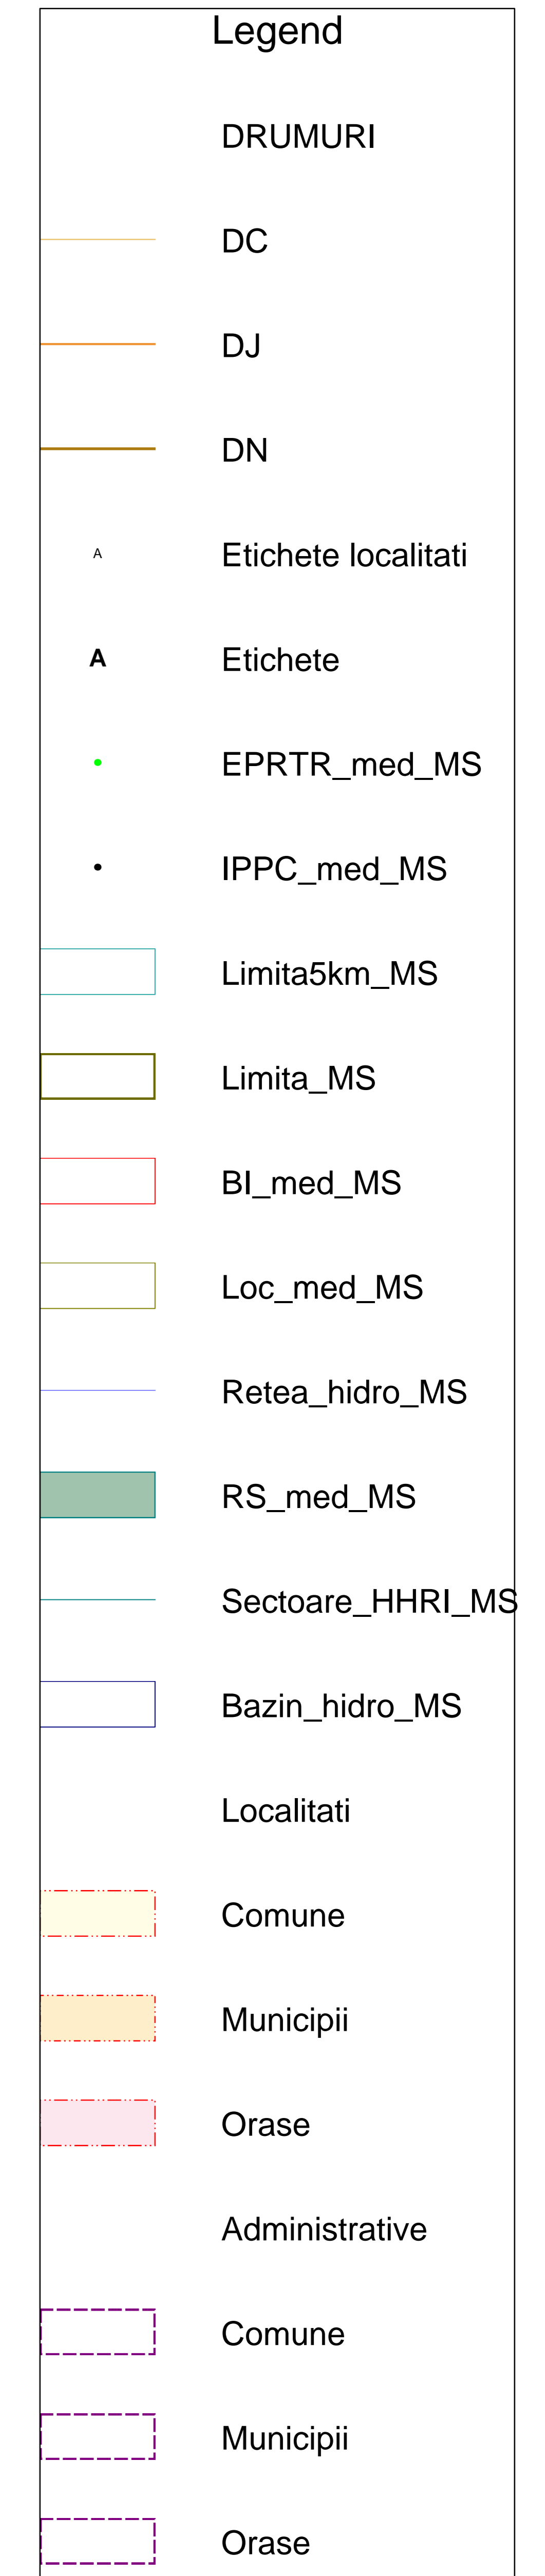 Legend
DRUMURI
DC
DJ
DN
A Etichete localitati
A Etichete
EPRTR_med_MS
IPPC_med_MS
Limita5km_MS
Limita_MS
BI_med_MS
Loc_med_MS
Retea_hidro_MS
RS_med_MS
Sectoare_HHRI_MS
Bazin_hidro_MS
Localitati
Comune
Municipii
Orase
Administrative
Comune
Municipii
Orase